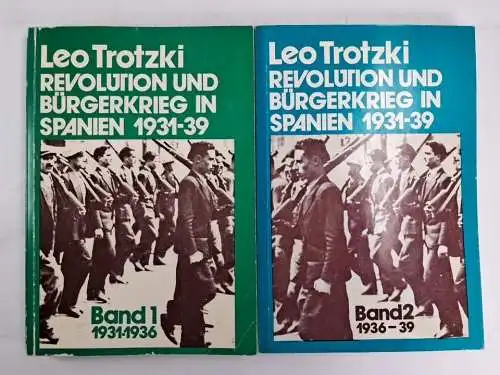 Leo Trotzki
REVOLUTION UND
BÜRGERKRIEG IN
SPANIEN 1931-39
Band 1
1931-1936
Leo Trotzki
REVOLUTION UND
BÜRGERKRIEG IN
SPANIEN 1931-39
Band 2
1936-39